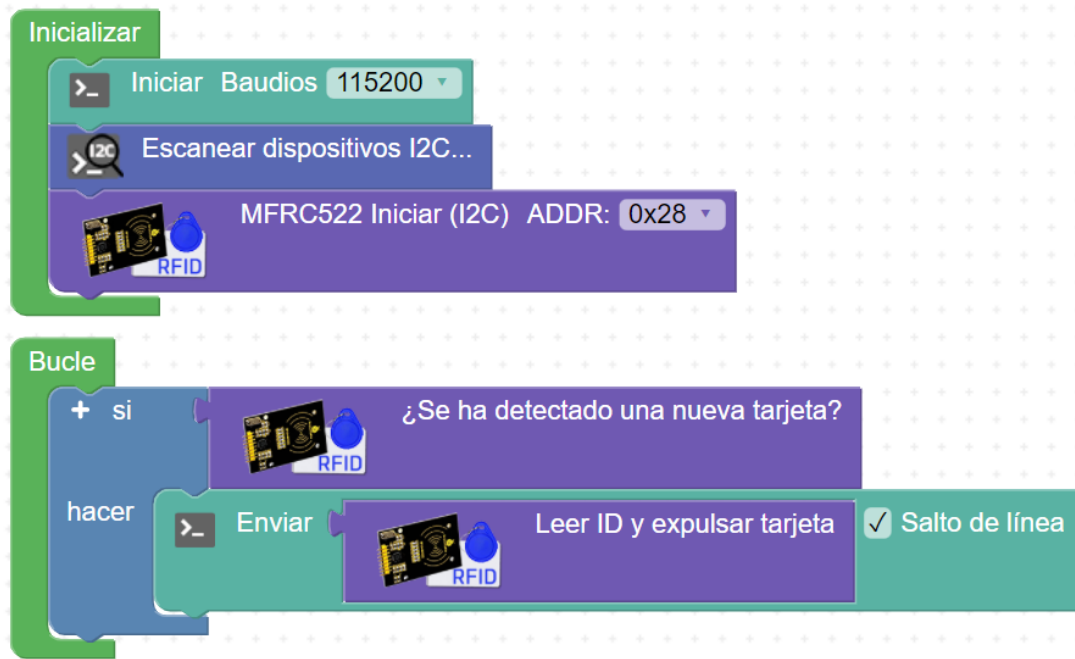 Inicializar
>_ Iniciar Baudios 115200
>_ I2C Escanear dispositivos I2C...
MFRC522 Iniciar (I2C) ADDR: 0x28
RFID
Bucle
+ si ¿Se ha detectado una nueva tarjeta?
RFID
hacer >_ Enviar Leer ID y expulsar tarjeta ✓ Salto de línea
RFID